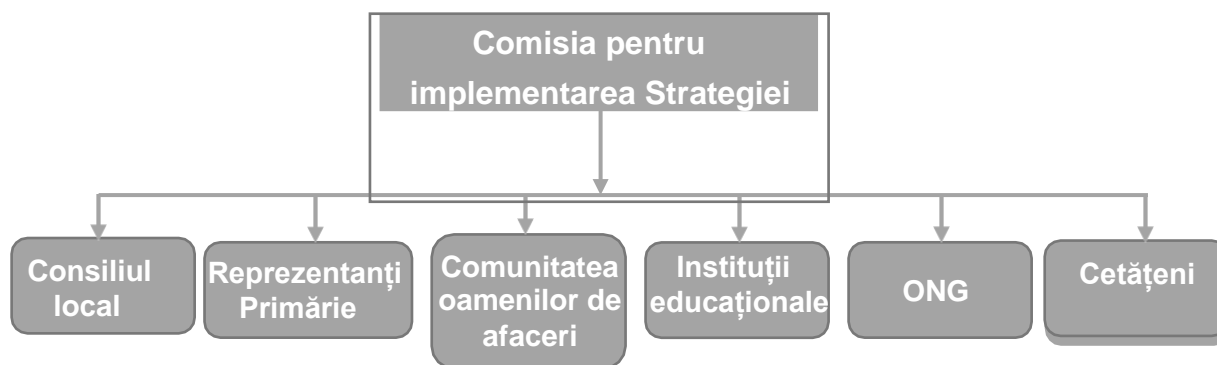 Comisia pentru
implementarea Strategiei
Consiliul
local
Reprezentanți
Primărie
Comunitatea
oamenilor de
afaceri
Instituții
educaționale
ONG
Cetățeni